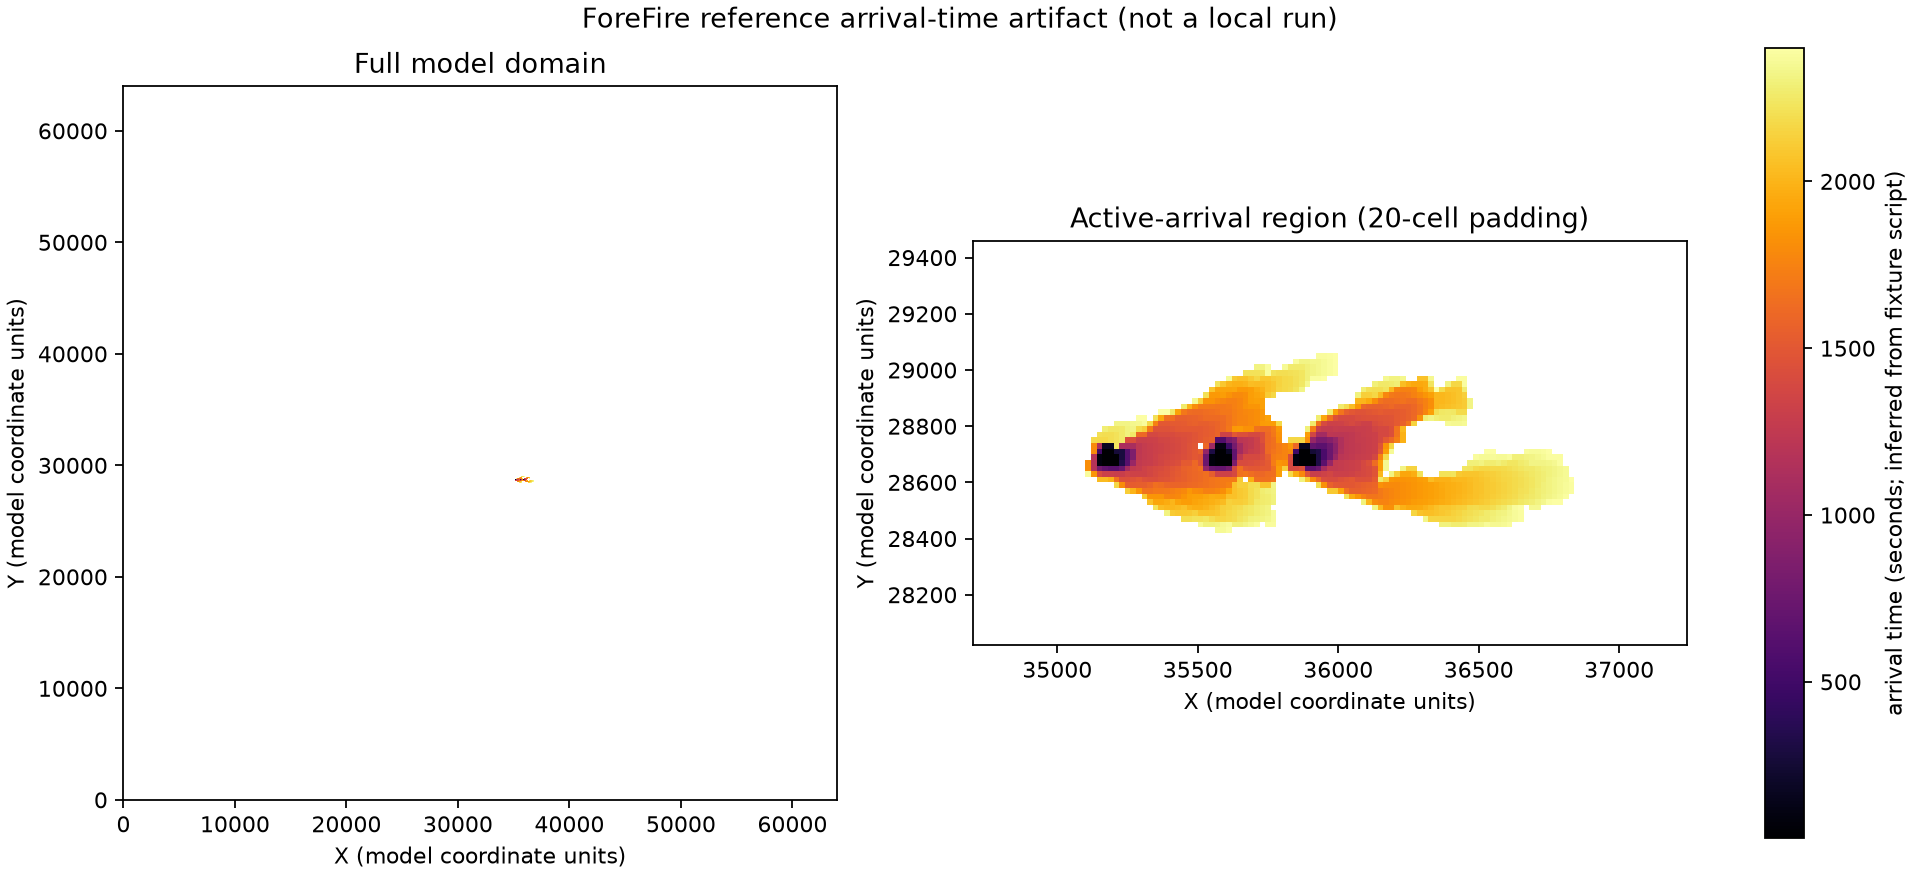 ForeFire reference arrival-time artifact (not a local run)
Full model domain
60000
50000
40000
30000
20000
10000
0
Y (model coordinate units)
0 10000 20000 30000 40000 50000 60000
X (model coordinate units)
Active-arrival region (20-cell padding)
29400
29200
29000
28800
28600
28400
28200
Y (model coordinate units)
35000 35500 36000 36500 37000
X (model coordinate units)
2000
1500
1000
500
arrival time (seconds; inferred from fixture script)